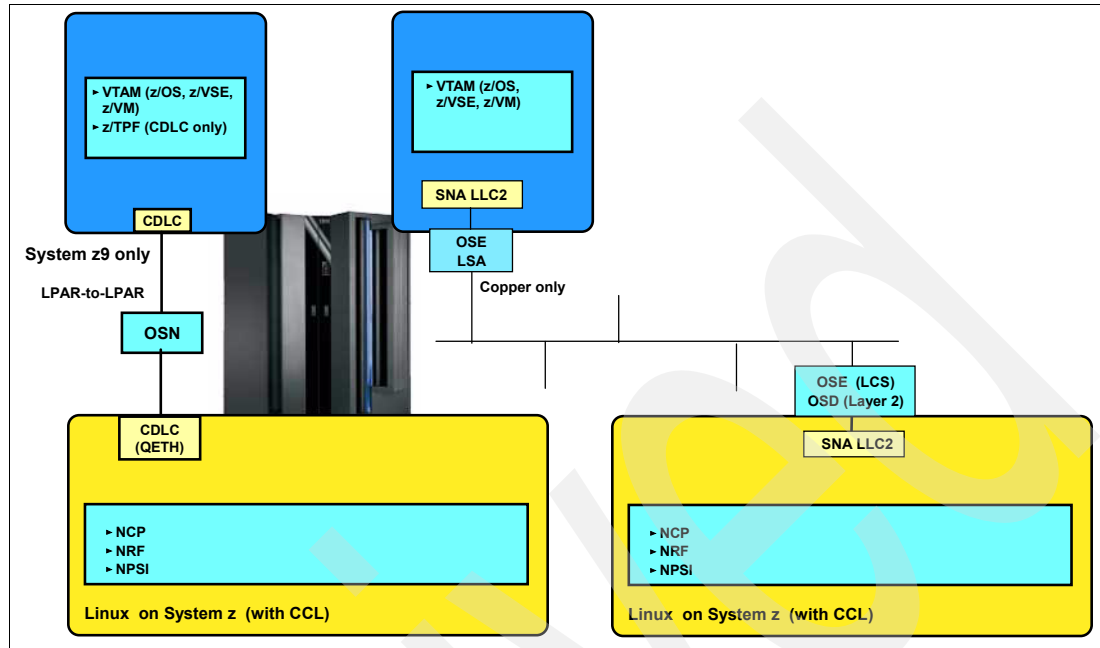 ► VTAM (z/OS, z/VSE,
z/VM)
► z/TPF (CDLC only)
► VTAM (z/OS,
z/VSE, z/VM)
CDLC
SNA LLC2
System z9 only
OSE
LSA
LPAR-to-LPAR
Copper only
OSN
OSE (LCS)
OSD (Layer 2)
CDLC
(QETH)
SNA LLC2
► NCP
► NRF
► NPSI
Linux on System z (with CCL)
► NCP
► NRF
► NPSI
Linux on System z (with CCL)